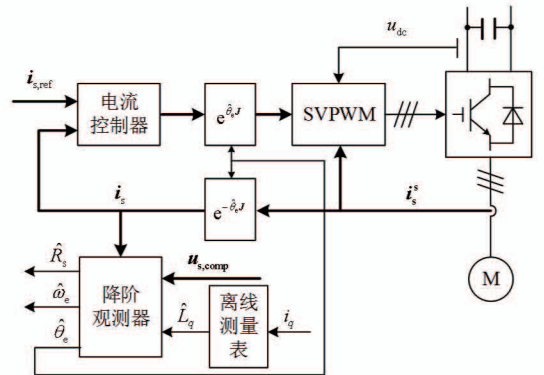 u_dc
i_s,ref
电流
控制器
e^{θ̂_e J}
SVPWM
i_s
e^{-θ̂_e J}
i_s^s
R̂_s
ω̂_e
θ̂_e
降阶
观测器
u_s,comp
L̂_q
离线
测量
表
i_q
M